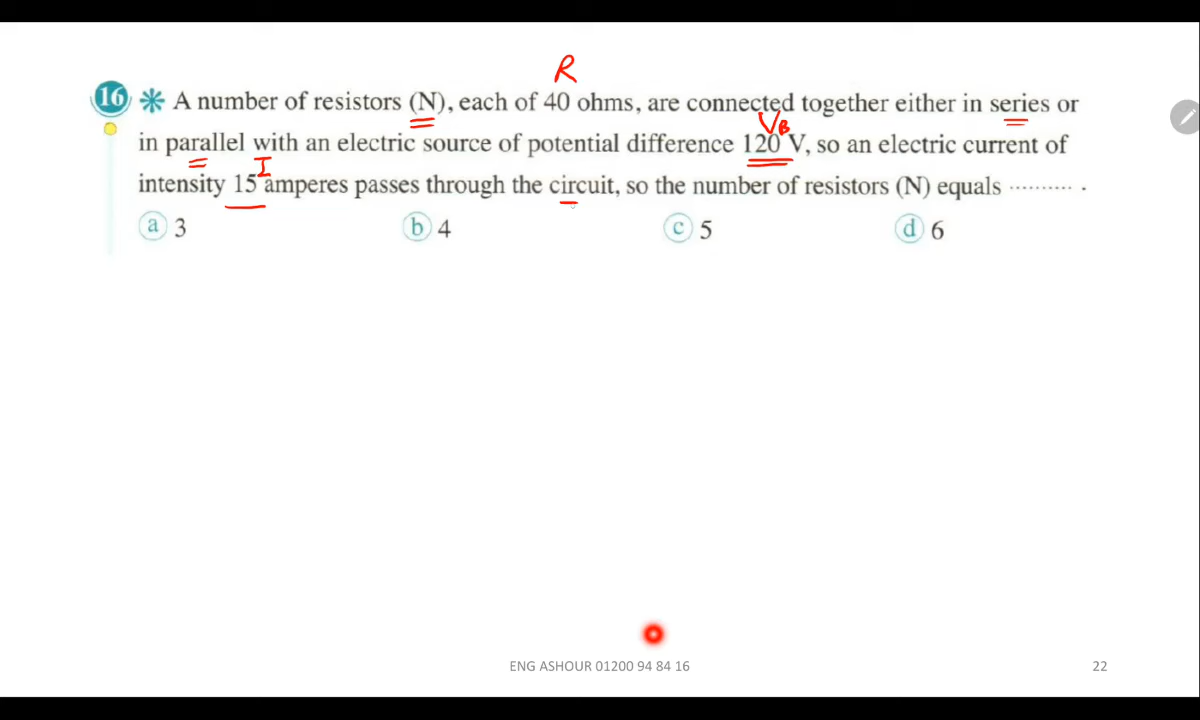 R
16 * A number of resistors (N), each of 40 ohms, are connected together either in series or
VB
in parallel with an electric source of potential difference 120 V, so an electric current of
I
intensity 15 amperes passes through the circuit, so the number of resistors (N) equals ·········· .
a 3 b 4 c 5 d 6
ENG ASHOUR 01200 94 84 16 22